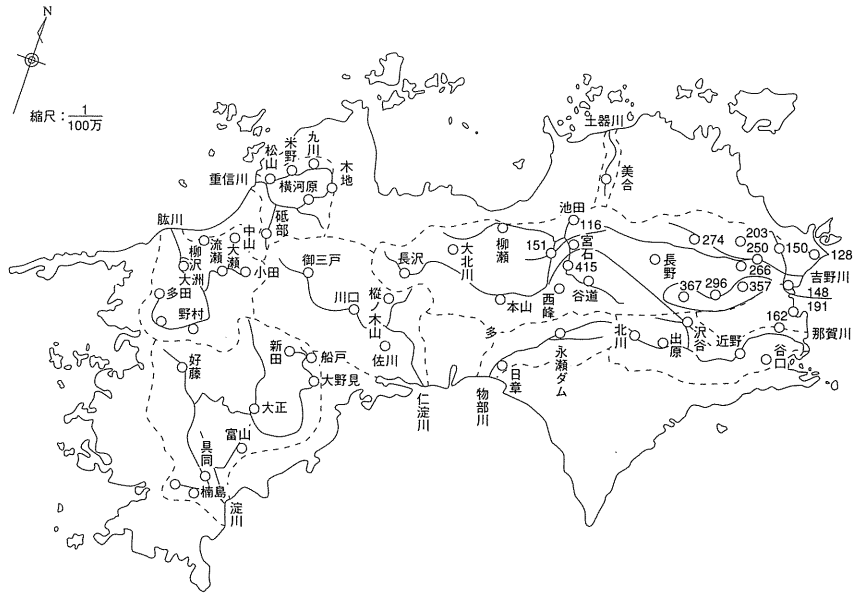 N
縮尺：1/100万
土器川
美合
九川
米野
松山
木地
重信川
横河原
砥部
肱川
中山
柳沢
流瀬
大瀬
大洲
小田
多田
野村
御三戸
川口
長沢
樅ノ木山
佐川
大北川
柳瀬
本山
池田
116
宮石
151
415
西峰
谷道
長野
274
203
250
150
128
266
吉野川
367
296
357
148
191
162
那賀川
沢谷
近野
谷口
北川
出原
永瀬ダム
多
日章
物部川
仁淀川
好藤
新田
船戸
大野見
大正
富山
具同
楠島
淀川